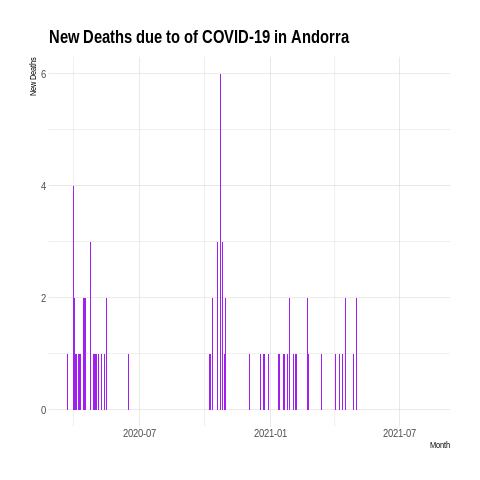 New Deaths due to of COVID-19 in Andorra
New Deaths
6
4
2
0
2020-07
2021-01
2021-07
Month